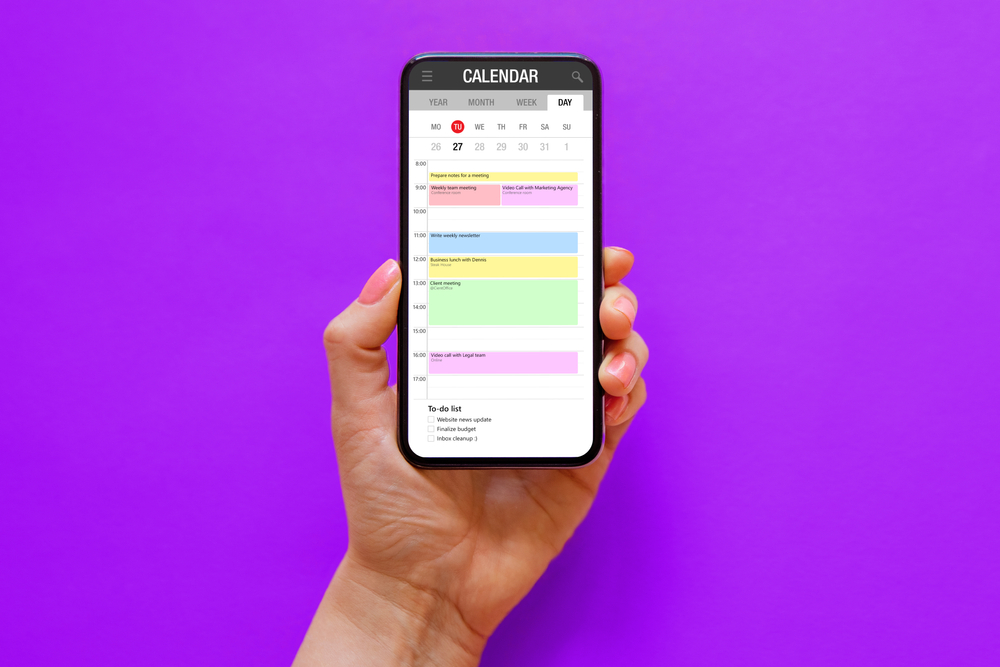 CALENDAR
YEAR MONTH WEEK DAY
MO TU WE TH FR SA SU
26 27 28 29 30 31 1
8:00
Prepare notes for a meeting
9:00 Weekly team meeting Video Call with Marketing Agency
Conference room Conference room
10:00
11:00 Write weekly newsletter
12:00 Business lunch with Dennis
Steak House
13:00 Client meeting
14:00
15:00
16:00 Video call with Legal team
Online
17:00
To-do list
Website news update
Finalize budget
Inbox cleanup :)